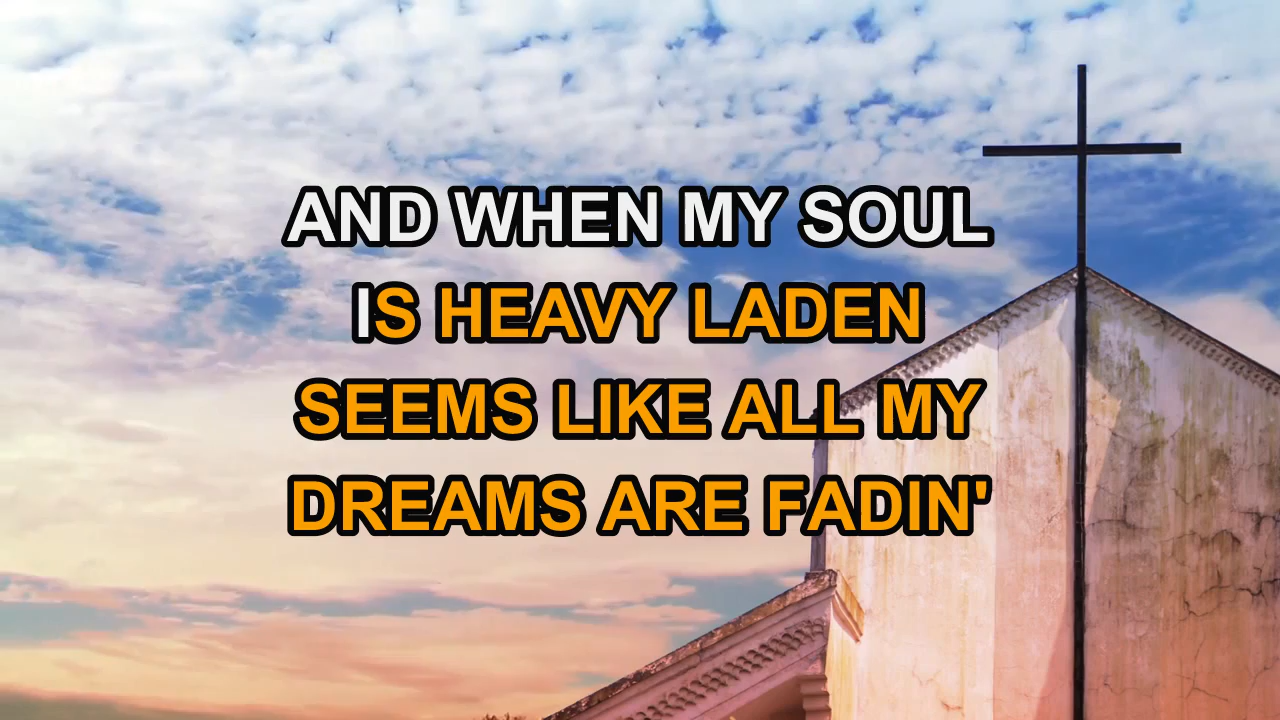 AND WHEN MY SOUL
IS HEAVY LADEN
SEEMS LIKE ALL MY
DREAMS ARE FADIN'